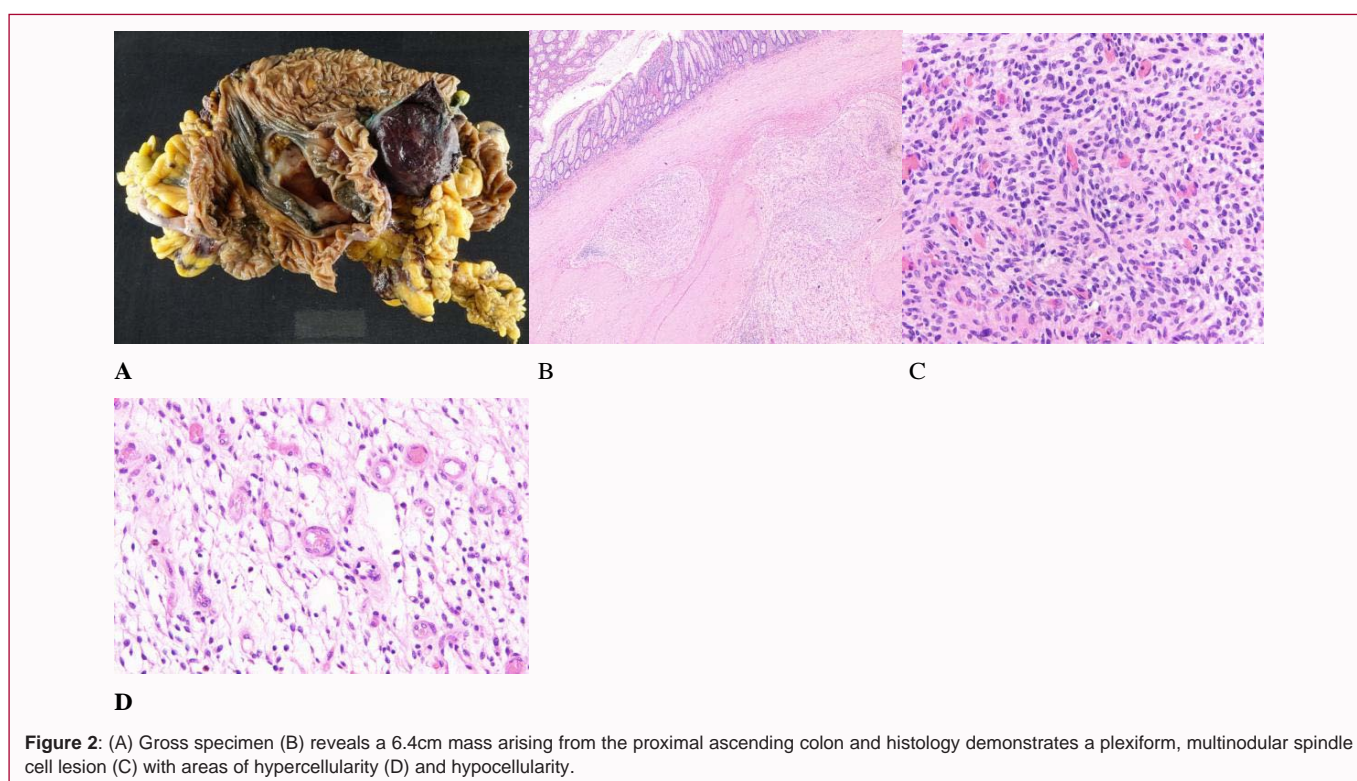 A
B
C
D
Figure 2: (A) Gross specimen (B) reveals a 6.4cm mass arising from the proximal ascending colon and histology demonstrates a plexiform, multinodular spindle
cell lesion (C) with areas of hypercellularity (D) and hypocellularity.